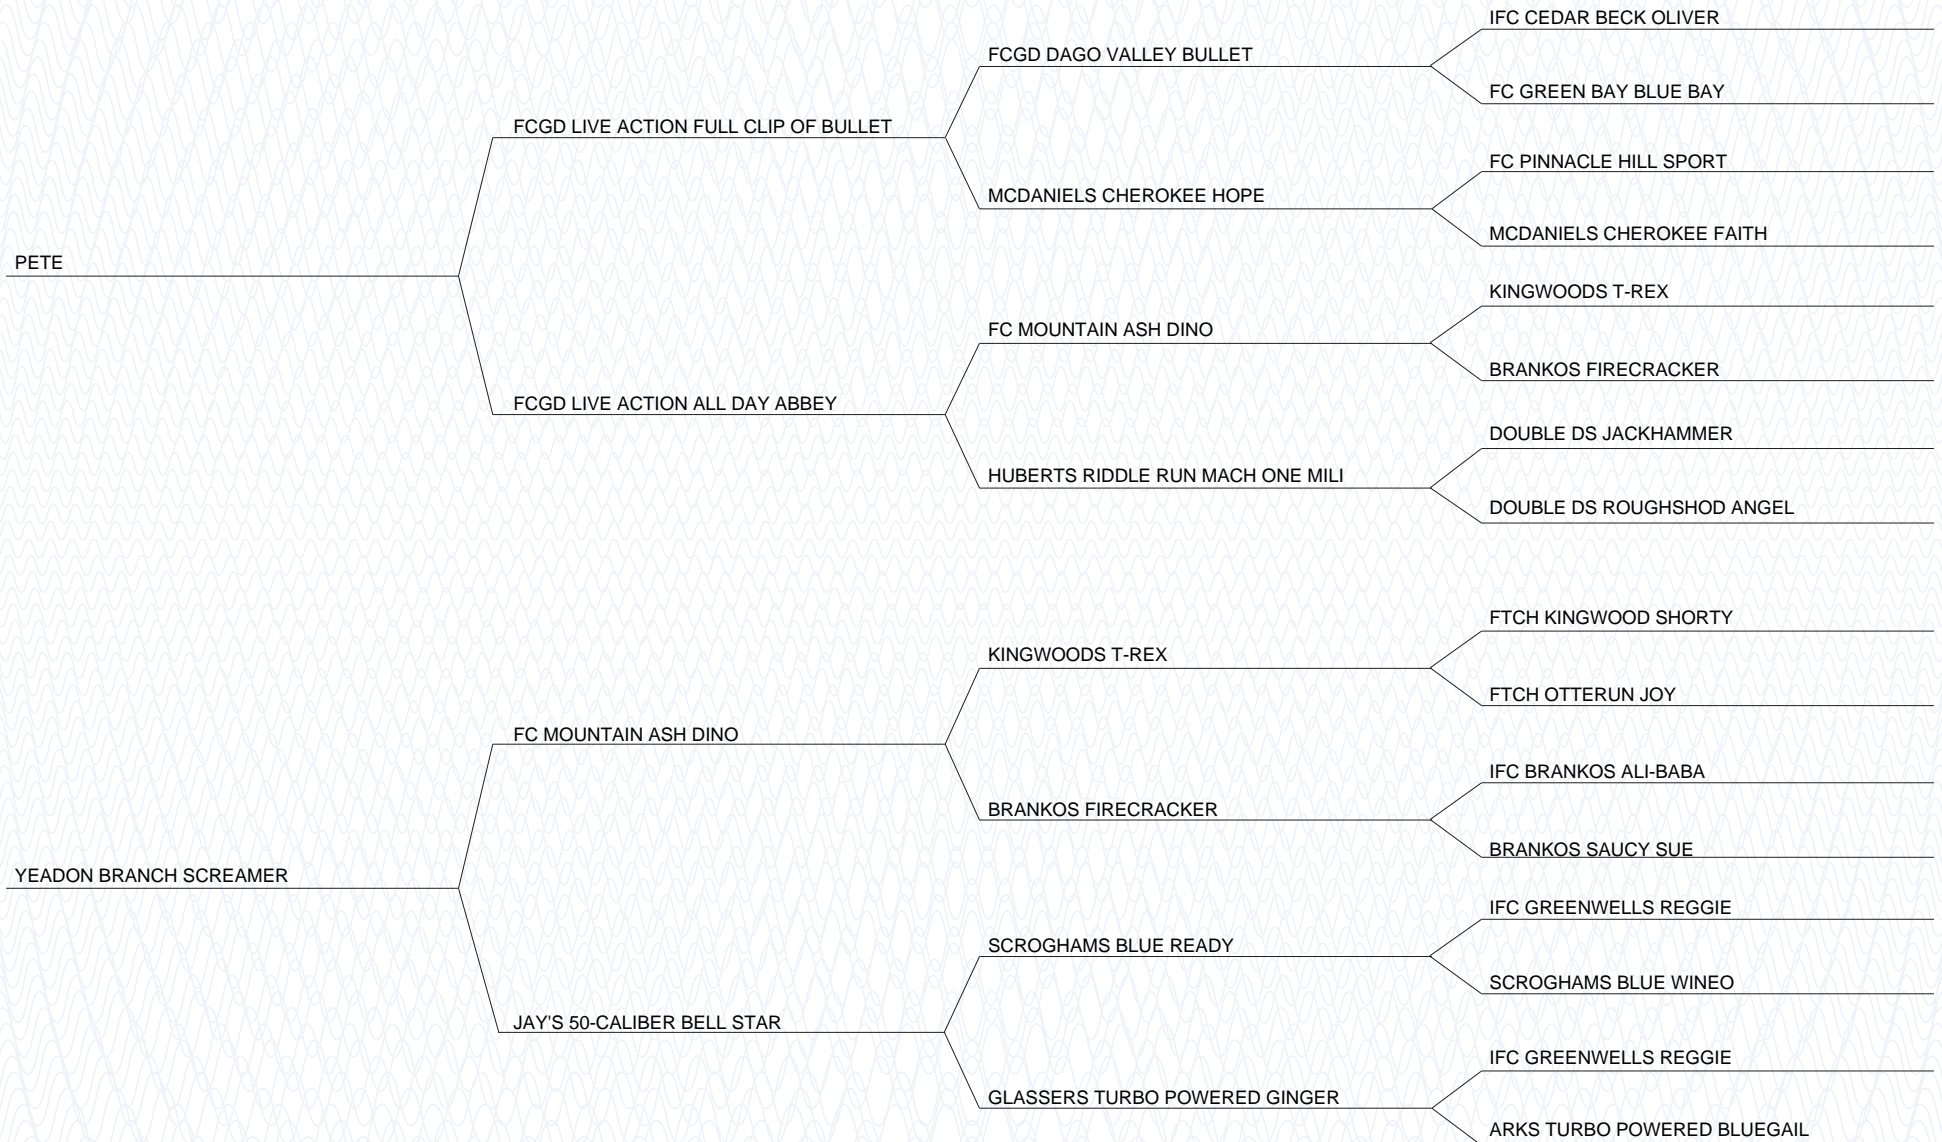 IFC CEDAR BECK OLIVER
FCGD DAGO VALLEY BULLET
FC GREEN BAY BLUE BAY
FCGD LIVE ACTION FULL CLIP OF BULLET
FC PINNACLE HILL SPORT
MCDANIELS CHEROKEE HOPE
MCDANIELS CHEROKEE FAITH
PETE
KINGWOODS T-REX
FC MOUNTAIN ASH DINO
BRANKOS FIRECRACKER
FCGD LIVE ACTION ALL DAY ABBEY
DOUBLE DS JACKHAMMER
HUBERTS RIDDLE RUN MACH ONE MILI
DOUBLE DS ROUGHSHOD ANGEL
FTCH KINGWOOD SHORTY
KINGWOODS T-REX
FTCH OTTERUN JOY
FC MOUNTAIN ASH DINO
IFC BRANKOS ALI-BABA
BRANKOS FIRECRACKER
BRANKOS SAUCY SUE
YEADON BRANCH SCREAMER
IFC GREENWELLS REGGIE
SCROGHAMS BLUE READY
SCROGHAMS BLUE WINEO
JAY'S 50-CALIBER BELL STAR
IFC GREENWELLS REGGIE
GLASSERS TURBO POWERED GINGER
ARKS TURBO POWERED BLUEGAIL